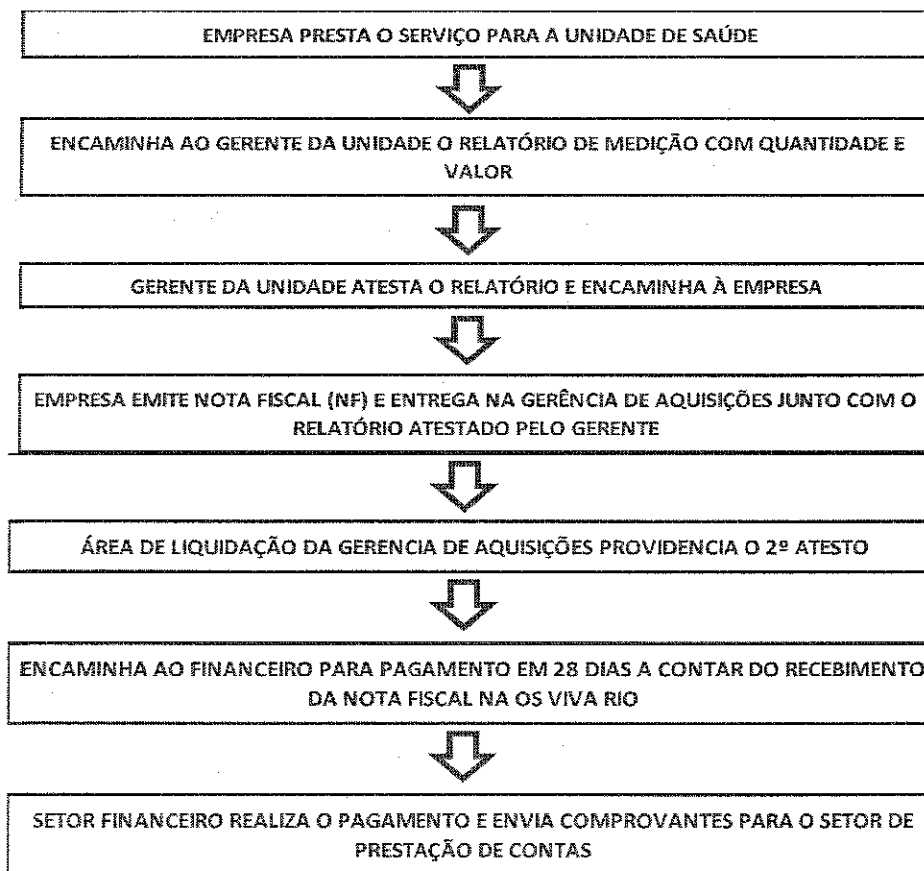 EMPRESA PRESTA O SERVIÇO PARA A UNIDADE DE SAÚDE
ENCAMINHA AO GERENTE DA UNIDADE O RELATÓRIO DE MEDIÇÃO COM QUANTIDADE E
VALOR
GERENTE DA UNIDADE ATESTA O RELATÓRIO E ENCAMINHA À EMPRESA
EMPRESA EMITE NOTA FISCAL (NF) E ENTREGA NA GERÊNCIA DE AQUISIÇÕES JUNTO COM O
RELATÓRIO ATESTADO PELO GERENTE
ÁREA DE LIQUIDAÇÃO DA GERENCIA DE AQUISIÇÕES PROVIDENCIA O 2º ATESTO
ENCAMINHA AO FINANCEIRO PARA PAGAMENTO EM 28 DIAS A CONTAR DO RECEBIMENTO
DA NOTA FISCAL NA OS VIVA RIO
SETOR FINANCEIRO REALIZA O PAGAMENTO E ENVIA COMPROVANTES PARA O SETOR DE
PRESTAÇÃO DE CONTAS